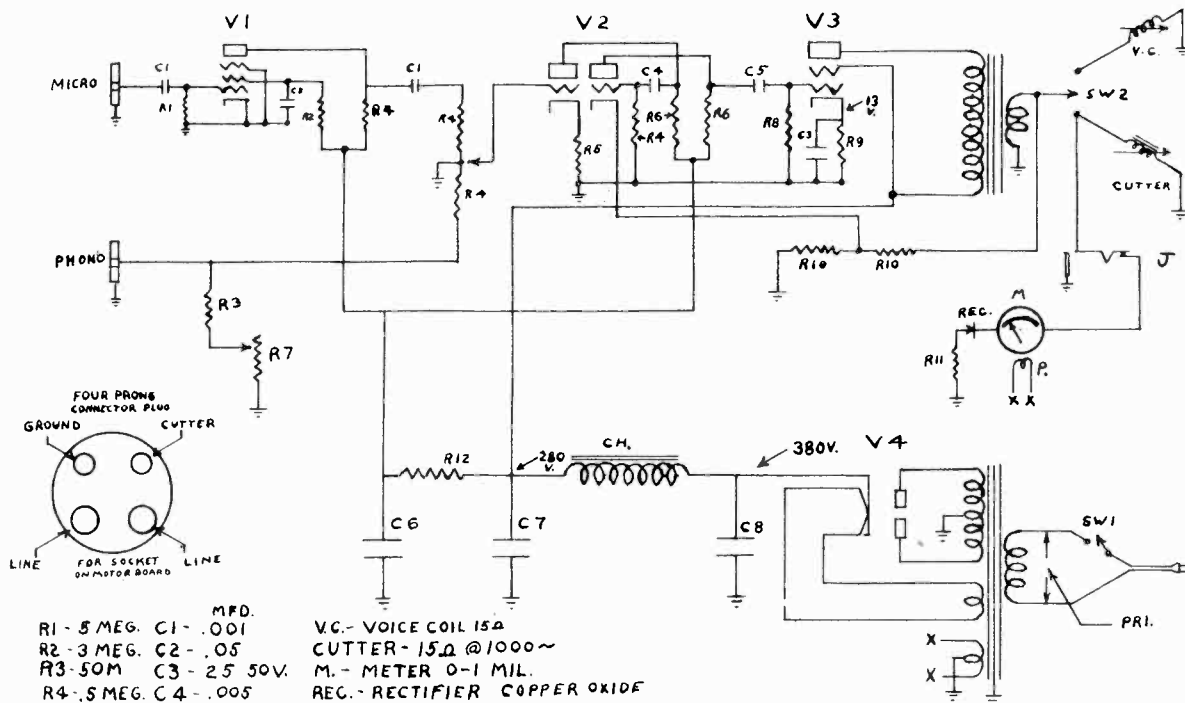 V1
V2
V3
MICRO
C1
R1
C2
R2
R4
C1
R4
R4
C4
R6
R4
R5
R6
C5
R8
C3
13 V.
R9
V.C.
SW2
CUTTER
PHONO
R3
R7
R10
R10
J
M
REC.
R11
P.
X X
FOUR PRONG
CONNECTOR PLUG
GROUND
CUTTER
LINE
LINE
FOR SOCKET
ON MOTOR BOARD
R12
280 V.
CH.
380V.
V4
C6
C7
C8
SW1
PRI.
X
X
MFD.
R1-5 MEG. C1-.001 V.C.- VOICE COIL 15Ω
R2-3 MEG. C2-.05 CUTTER-15Ω @1000~
R3-50M C3-25 50V. M.- METER 0-1 MIL.
R4-.5 MEG. C4-.005 REC.-RECTIFIER COPPER OXIDE